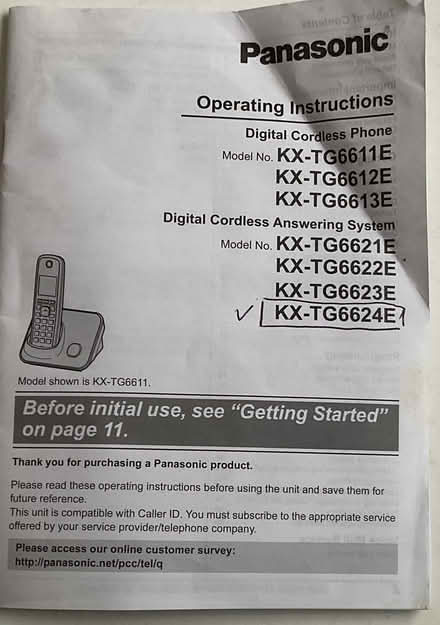 Panasonic
Operating Instructions
Digital Cordless Phone
Model No. KX-TG6611E
KX-TG6612E
KX-TG6613E
Digital Cordless Answering System
Model No. KX-TG6621E
KX-TG6622E
KX-TG6623E
✓ KX-TG6624E
Model shown is KX-TG6611.
Before initial use, see “Getting Started”
on page 11.
Thank you for purchasing a Panasonic product.
Please read these operating instructions before using the unit and save them for
future reference.
This unit is compatible with Caller ID. You must subscribe to the appropriate service
offered by your service provider/telephone company.
Please access our online customer survey:
http://panasonic.net/pcc/tel/q